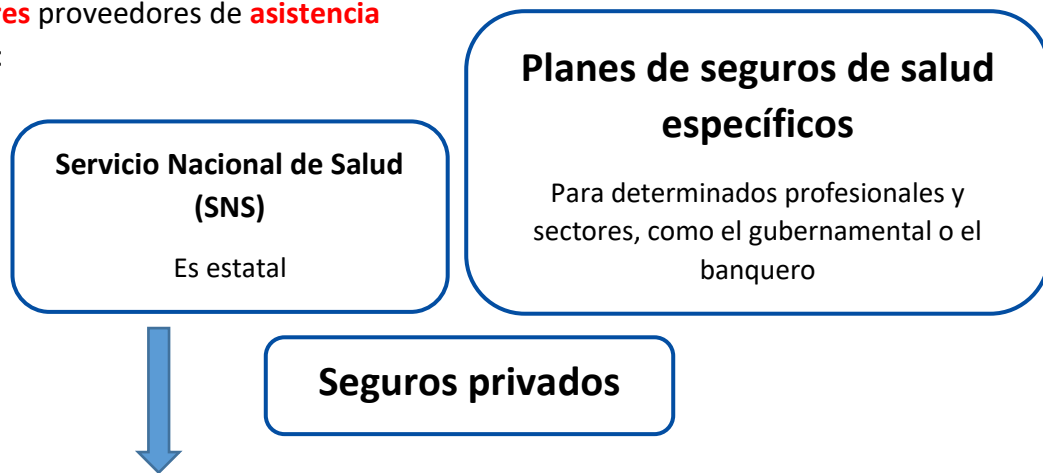 res proveedores de asistencia
:
Planes de seguros de salud
específicos
Para determinados profesionales y
sectores, como el gubernamental o el
banquero
Servicio Nacional de Salud
(SNS)
Es estatal
Seguros privados